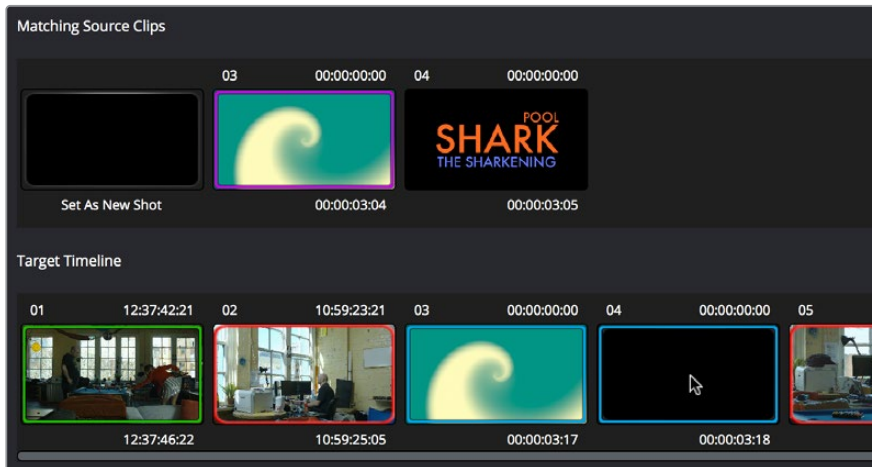 Matching Source Clips
03 00:00:00:00 04 00:00:00:00
POOL
SHARK
THE SHARKENING
Set As New Shot 00:00:03:04 00:00:03:05
Target Timeline
01 12:37:42:21 02 10:59:23:21 03 00:00:00:00 04 00:00:00:00 05
12:37:46:22 10:59:25:05 00:00:03:17 00:00:03:18